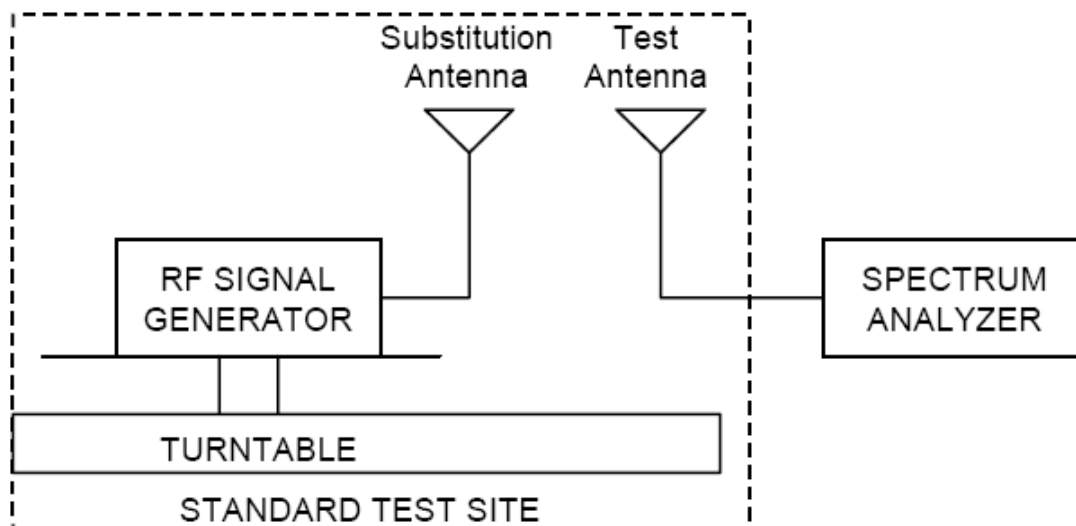 Substitution
Antenna
Test
Antenna
RF SIGNAL
GENERATOR
SPECTRUM
ANALYZER
TURNTABLE
STANDARD TEST SITE